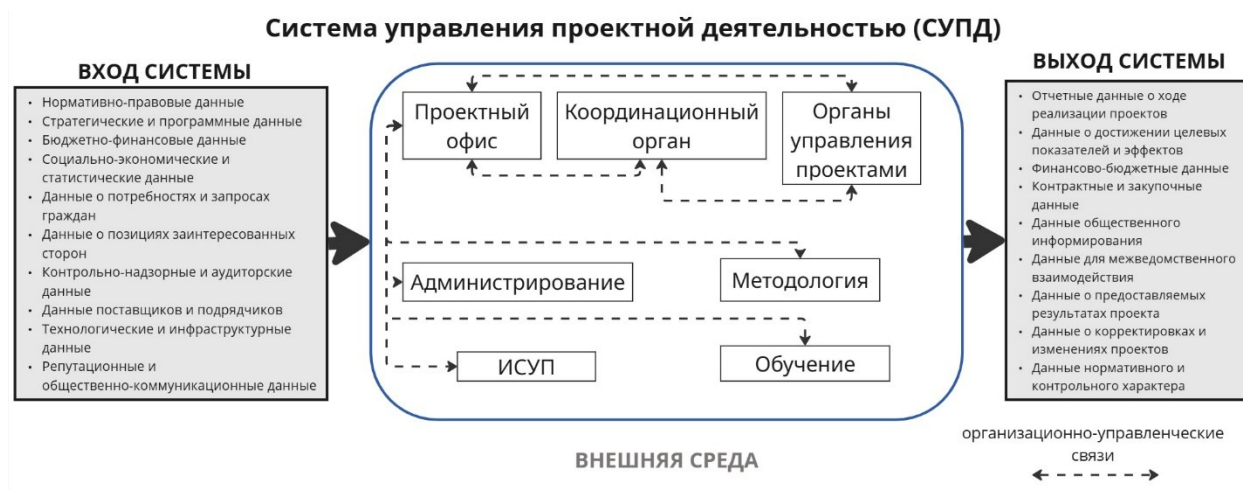 Система управления проектной деятельностью (СУПД)
ВХОД СИСТЕМЫ
• Нормативно-правовые данные
• Стратегические и программные данные
• Бюджетно-финансовые данные
• Социально-экономические и
статистические данные
• Данные о потребностях и запросах
граждан
• Данные о позициях заинтересованных
сторон
• Контрольно-надзорные и аудиторские
данные
• Данные поставщиков и подрядчиков
• Технологические и инфраструктурные
данные
• Репутационные и
общественно-коммуникационные данные
Проектный
офис
Координационный
орган
Органы
управления
проектами
Администрирование
Методология
ИСУП
Обучение
ВНЕШНЯЯ СРЕДА
ВЫХОД СИСТЕМЫ
• Отчетные данные о ходе
реализации проектов
• Данные о достижении целевых
показателей и эффектов
• Финансово-бюджетные данные
• Контрактные и закупочные
данные
• Данные общественного
информирования
• Данные для межведомственного
взаимодействия
• Данные о предоставляемых
результатах проекта
• Данные о корректировках и
изменениях проектов
• Данные нормативного и
контрольного характера
организационно-управленческие
связи